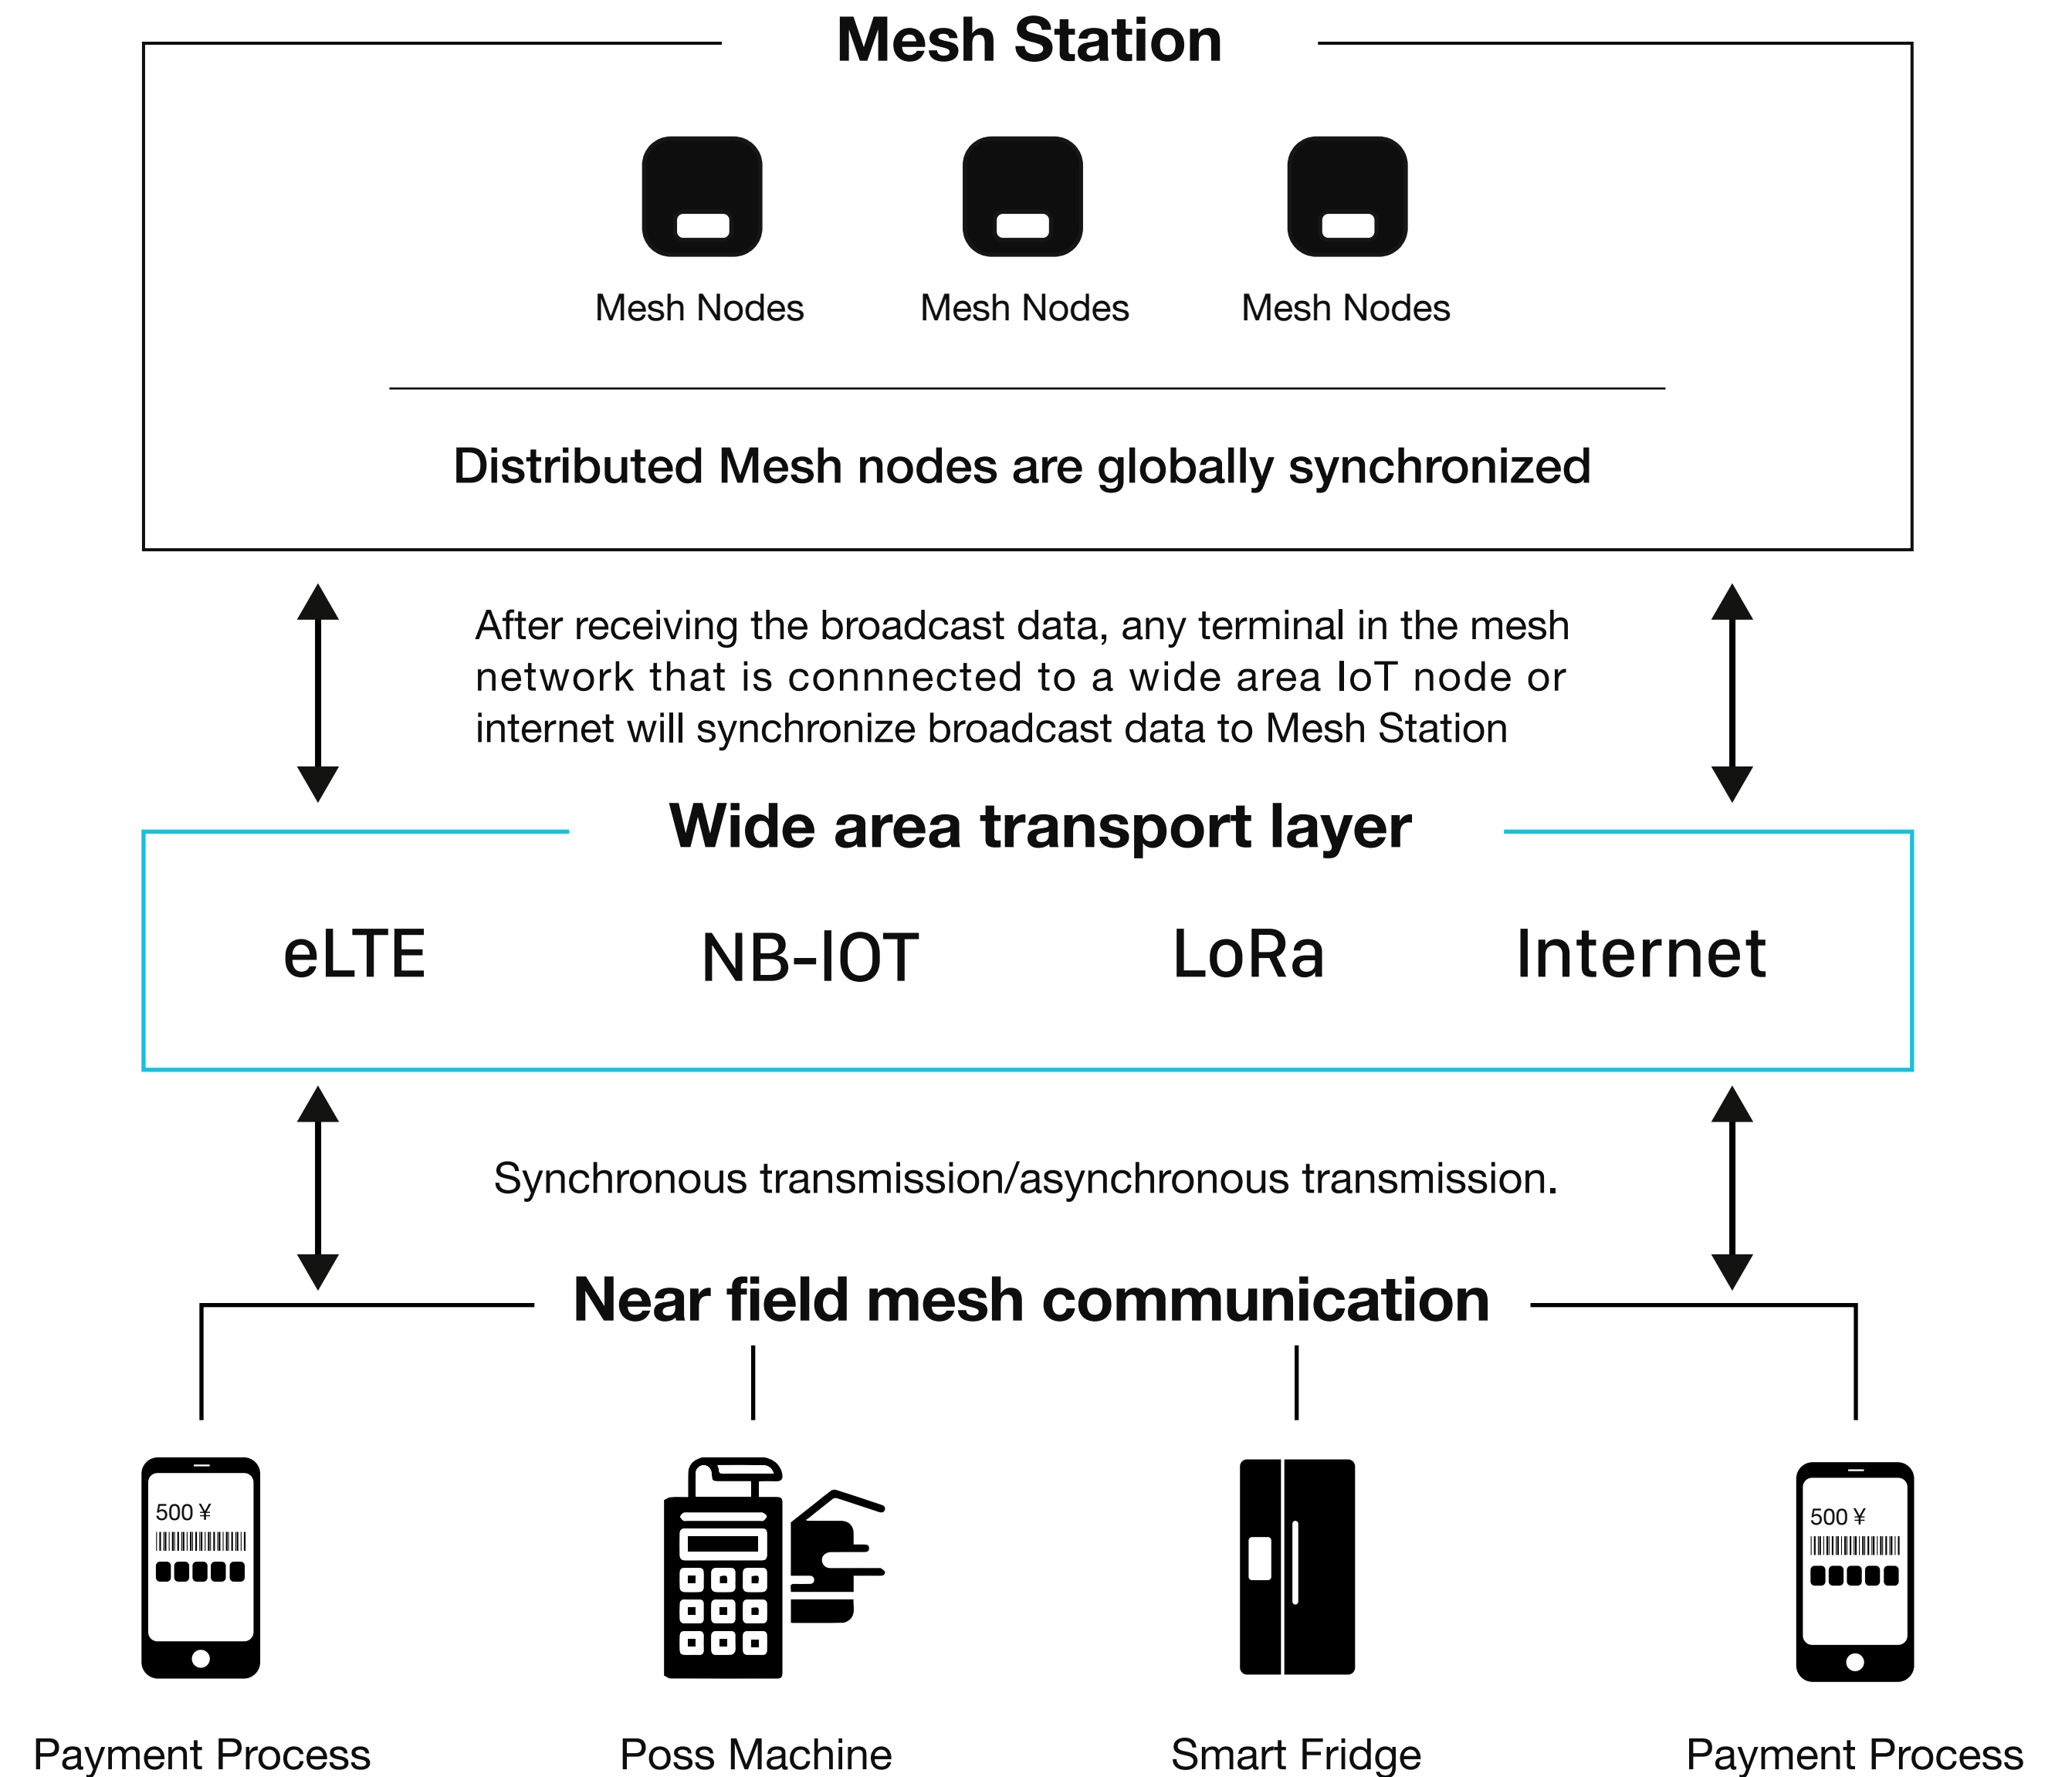 Mesh Station
Mesh Nodes
Mesh Nodes
Mesh Nodes
Distributed Mesh nodes are globally synchronized
After receiving the broadcast data, any terminal in the mesh
network that is connnected to a wide area IoT node or
internet will synchronize broadcast data to Mesh Station
Wide area transport layer
eLTE
NB-IOT
LoRa
Internet
Synchronous transmission/asynchronous transmission.
Near field mesh communication
500 ¥
500 ¥
Payment Process
Poss Machine
Smart Fridge
Payment Process